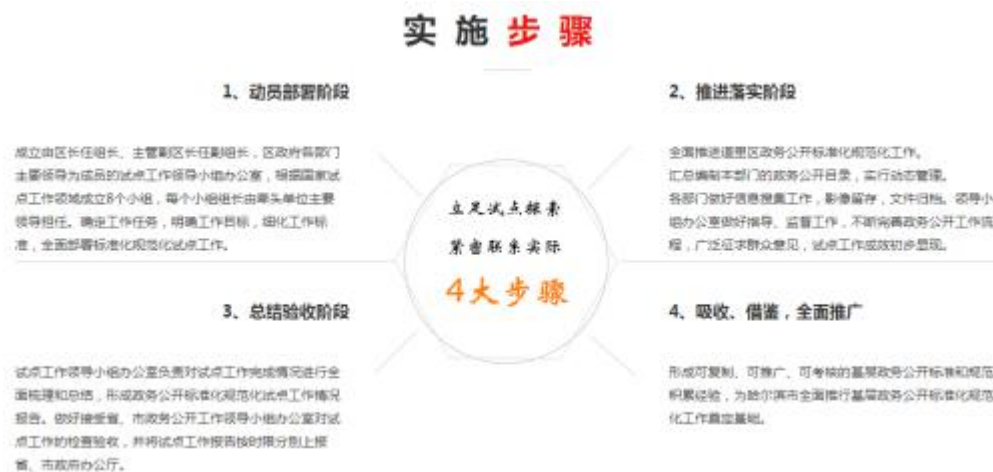 实施步骤
1、动员部署阶段
成立由区长任组长、主管副区长任副组长，区政府各部门
主要领导为成员的试点工作领导小组办公室，根据国家试
点工作领域成立8个小组，每个小组组长由牵头单位主要
领导担任。确定工作任务，明确工作目标，细化工作标
准，全面部署标准化规范化试点工作。
2、推进落实阶段
全面推进道里区政务公开标准化规范化工作。
汇总编制本部门的政务公开目录，实行动态管理。
各部门做好信息搜集工作，影像留存，文件归档。领导小
组办公室做好指导、监督工作，不断完善政务公开工作流
程，广泛征求群众意见，试点工作成效初步显现。
立足试点探索
紧密联系实际
4大步骤
3、总结验收阶段
试点工作领导小组办公室负责对试点工作完成情况进行全
面梳理和总结，形成政务公开标准化规范化试点工作情况
报告。做好接受省、市政务公开工作领导小组办公室对试
点工作的检查验收，并将试点工作报告按时限分别上报
省、市政府办公厅。
4、吸收、借鉴，全面推广
形成可复制、可推广、可考核的基层政务公开标准和规范
积累经验，为哈尔滨市全面推行基层政务公开标准化规范
化工作奠定基础。